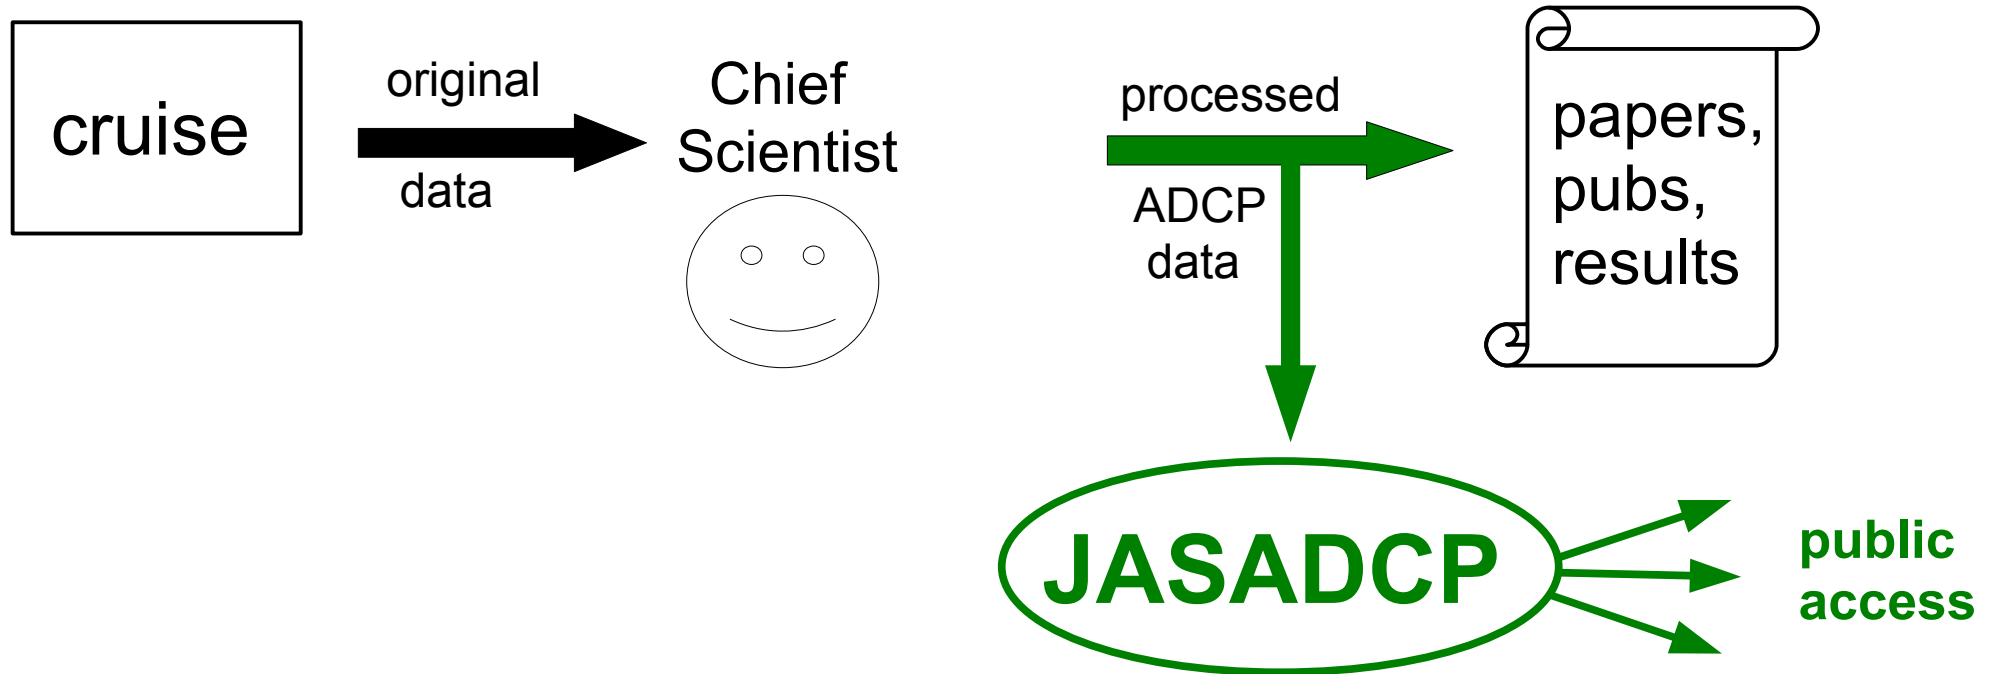 cruise
original
data
Chief
Scientist
processed
ADCP
data
papers,
pubs,
results
JASADCP
public
access